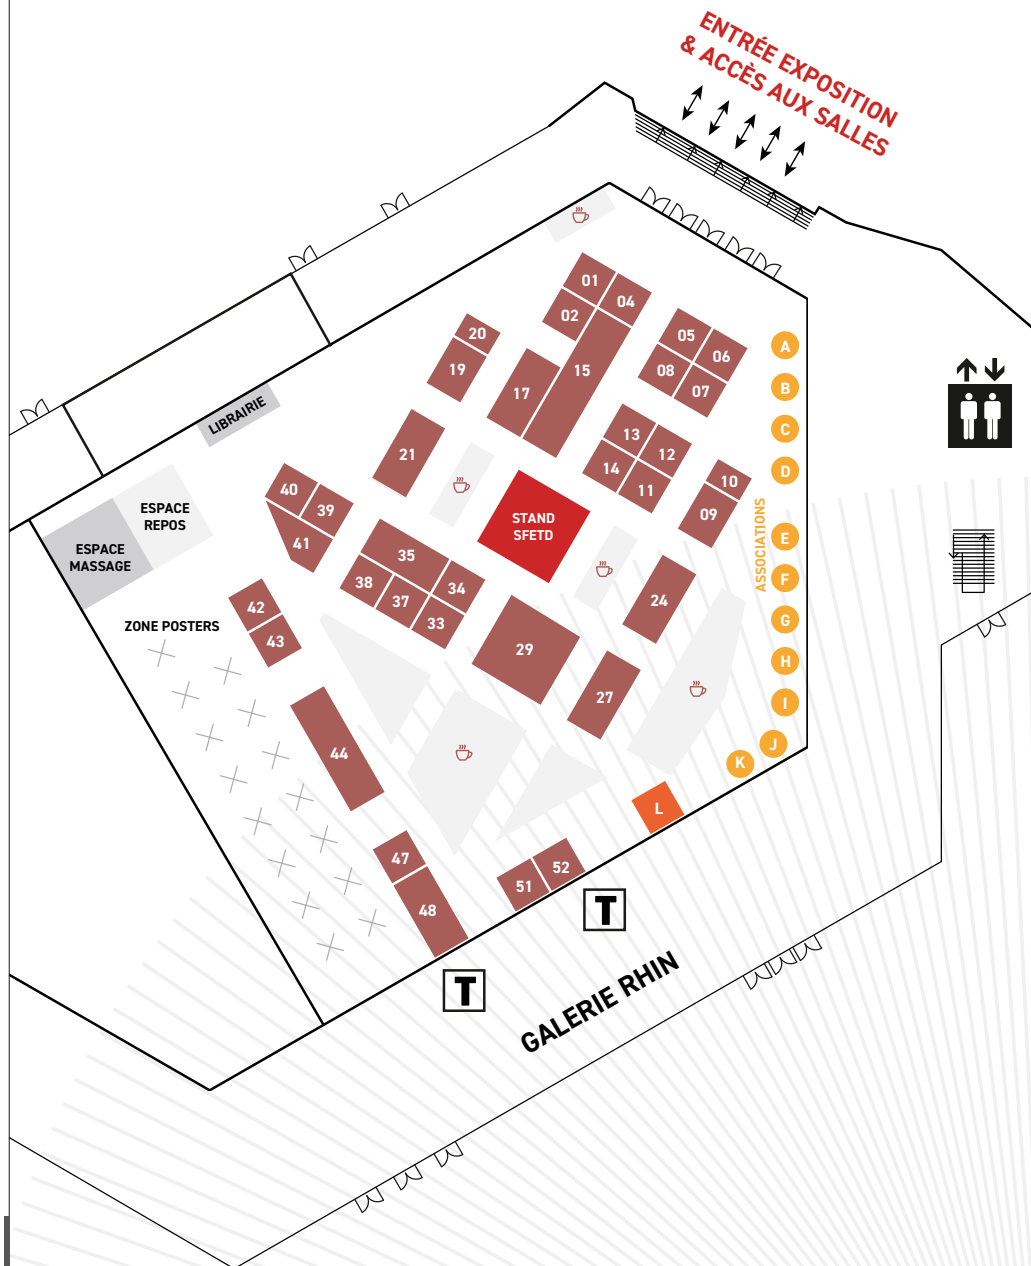 ENTRÉE EXPOSITION
& ACCÈS AUX SALLES
01
04
02
20
05
06
19
15
08
A
17
07
B
LIBRAIRIE
13
C
21
12
14
D
40
11
10
39
09
ESPACE
REPOS
STAND
SFETD
ASSOCIATIONS
41
E
ESPACE
MASSAGE
35
38
34
F
37
24
42
G
33
ZONE POSTERS
43
29
H
27
I
J
44
K
L
47
52
51
48
T
T
GALERIE RHIN